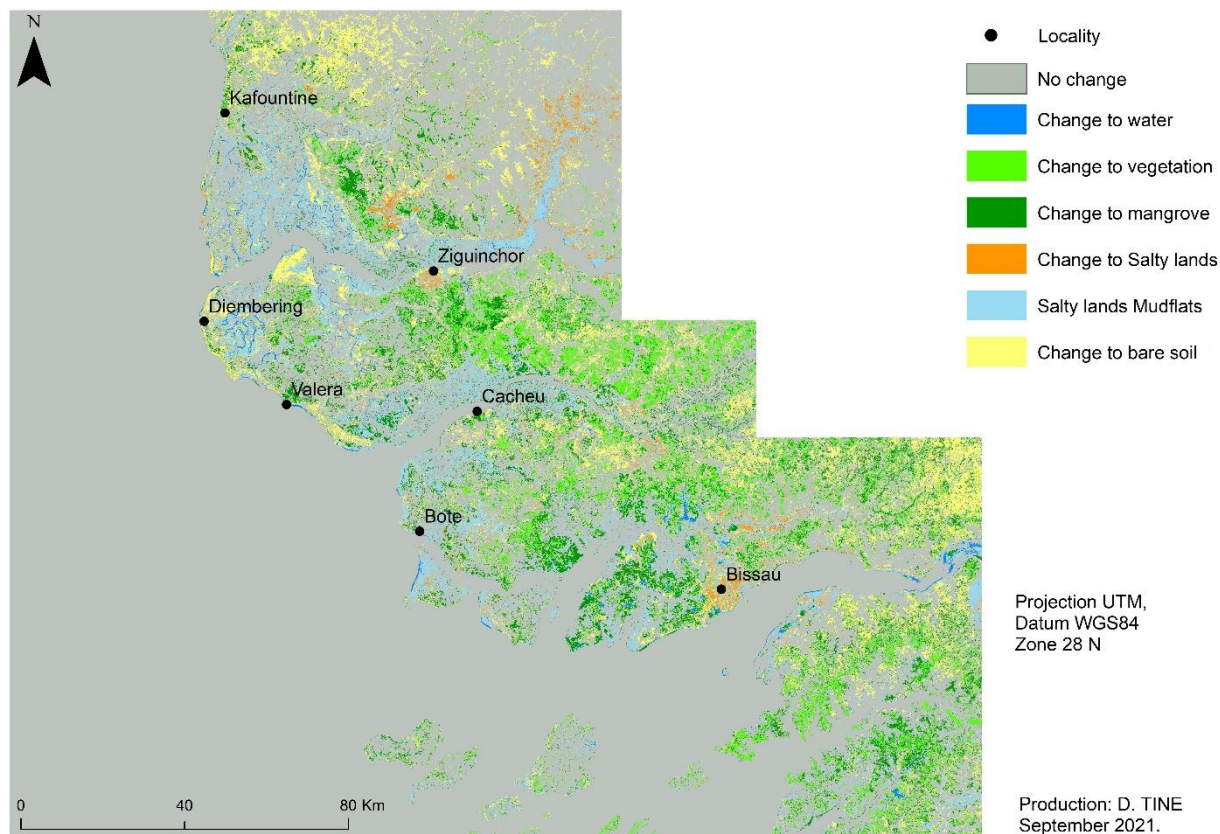 N
Kafountine
Ziguinchor
Diembering
Valera
Cacheu
Bote
Bissau
0 40 80 Km
Locality
No change
Change to water
Change to vegetation
Change to mangrove
Change to Salty lands
Salty lands Mudflats
Change to bare soil
Projection UTM,
Datum WGS84
Zone 28 N
Production: D. TINE
September 2021.